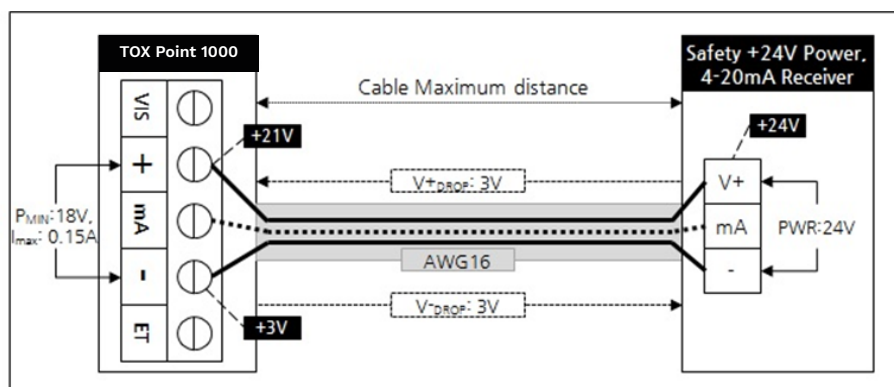 TOX Point 1000
Safety +24V Power,
4-20mA Receiver
Cable Maximum distance
VIS
+21V
+24V
+
V+DROP: 3V
V+
PMIN:18V,
Imax: 0.15A
mA
mA
PWR:24V
-
AWG16
-
V-DROP: 3V
+3V
ET